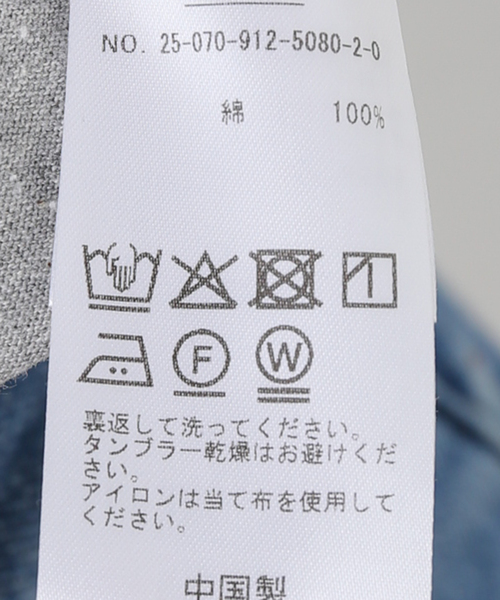 NO. 25-070-912-5080-2-0
綿 100%
F W
裏返して洗ってください。
タンブラー乾燥はお避けくだ
さい。
アイロンは当て布を使用して
ください。
中国製